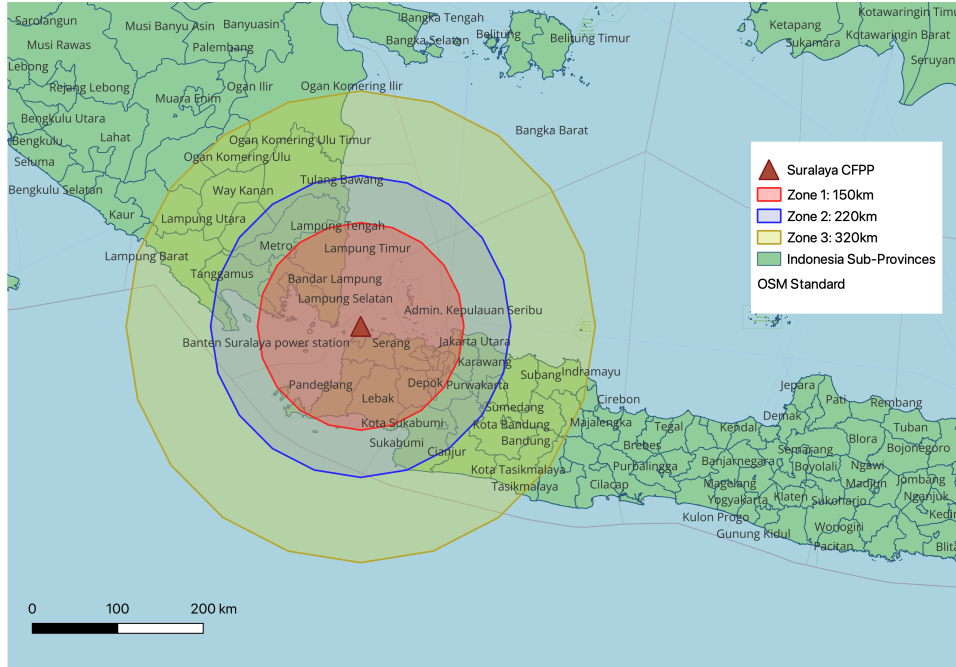 Sarolangun
Musi Banyu Asin
Banyuasin
Bangka Tengah
Kotawaringin Timu
Ketapang
Musi Rawas
Palembang
Bangka Selatan
Belitung
Belitung Timur
Sukamara
Kotawaringin Barat
Lebong
Seruyan
Rejang Lebong
Muara Enim
Ogan Ilir
Ogan Komering Ilir
Bengkulu Utara
Bangka Barat
Bengkulu
Lahat
Ogan Komering Ulu Timur
Seluma
Ogan Komering Ulu
Bengkulu Selatan
Way Kanan
Tulang Bawang
Kaur
Lampung Utara
Lampung Tengah
Lampung Barat
Metro
Lampung Timur
Tanggamus
Bandar Lampung
Lampung Selatan
Admin. Kepulauan Seribu
Banten Suralaya power station
Serang
Jakarta Utara
Karawang
Pandeglang
Depok
Purwakarta
Subang
Indramayu
Lebak
Sumedang
Cirebon
Kota Sukabumi
Kota Bandung
Majalengka
Sukabumi
Bandung
Cianjur
Kota Tasikmalaya
Tasikmalaya
Jepara
Pati
Rembang
Demak
Tegal
Kendal
Tuban
Brebes
Semarang
Blora
Bojonegoro
Purbalingga
Banjarnegara
Boyolali
Ngawi
Cilacap
Magelang
Madiun
Jombang
Yogyakarta
Klaten
Sukoharjo
Nganjuk
Kulon Progo
Wonogiri
Kedir
Gunung Kidul
Pacitan
Blita
Suralaya CFPP
Zone 1: 150km
Zone 2: 220km
Zone 3: 320km
Indonesia Sub-Provinces
OSM Standard
0 100 200 km